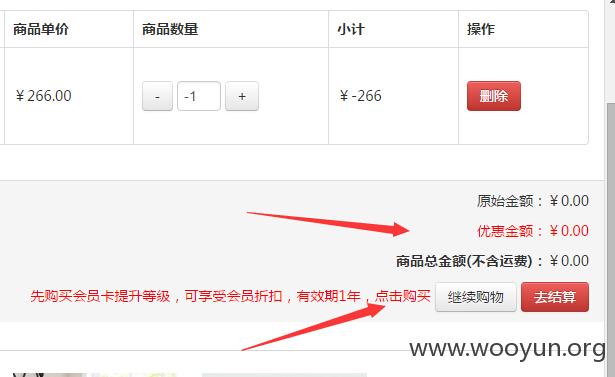 商品单价 商品数量 小计 操作
￥266.00 - -1 + ￥-266 删除
原始金额：￥0.00
优惠金额：￥0.00
商品总金额(不含运费)：￥0.00
先购买会员卡提升等级，可享受会员折扣，有效期1年，点击购买 继续购物 去结算
www.wooyun.org